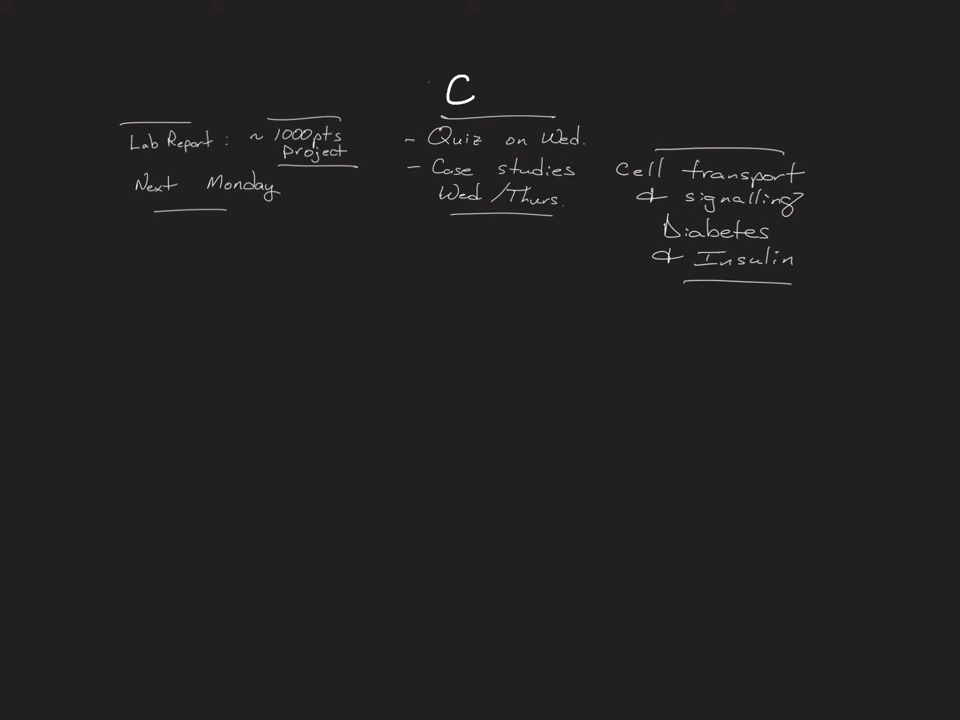 C
Lab Report : ~ 1000pts
project
Next Monday
- Quiz on Wed.
- Case studies
Wed /Thurs.
Cell transport
& signalling
Diabetes
& Insulin